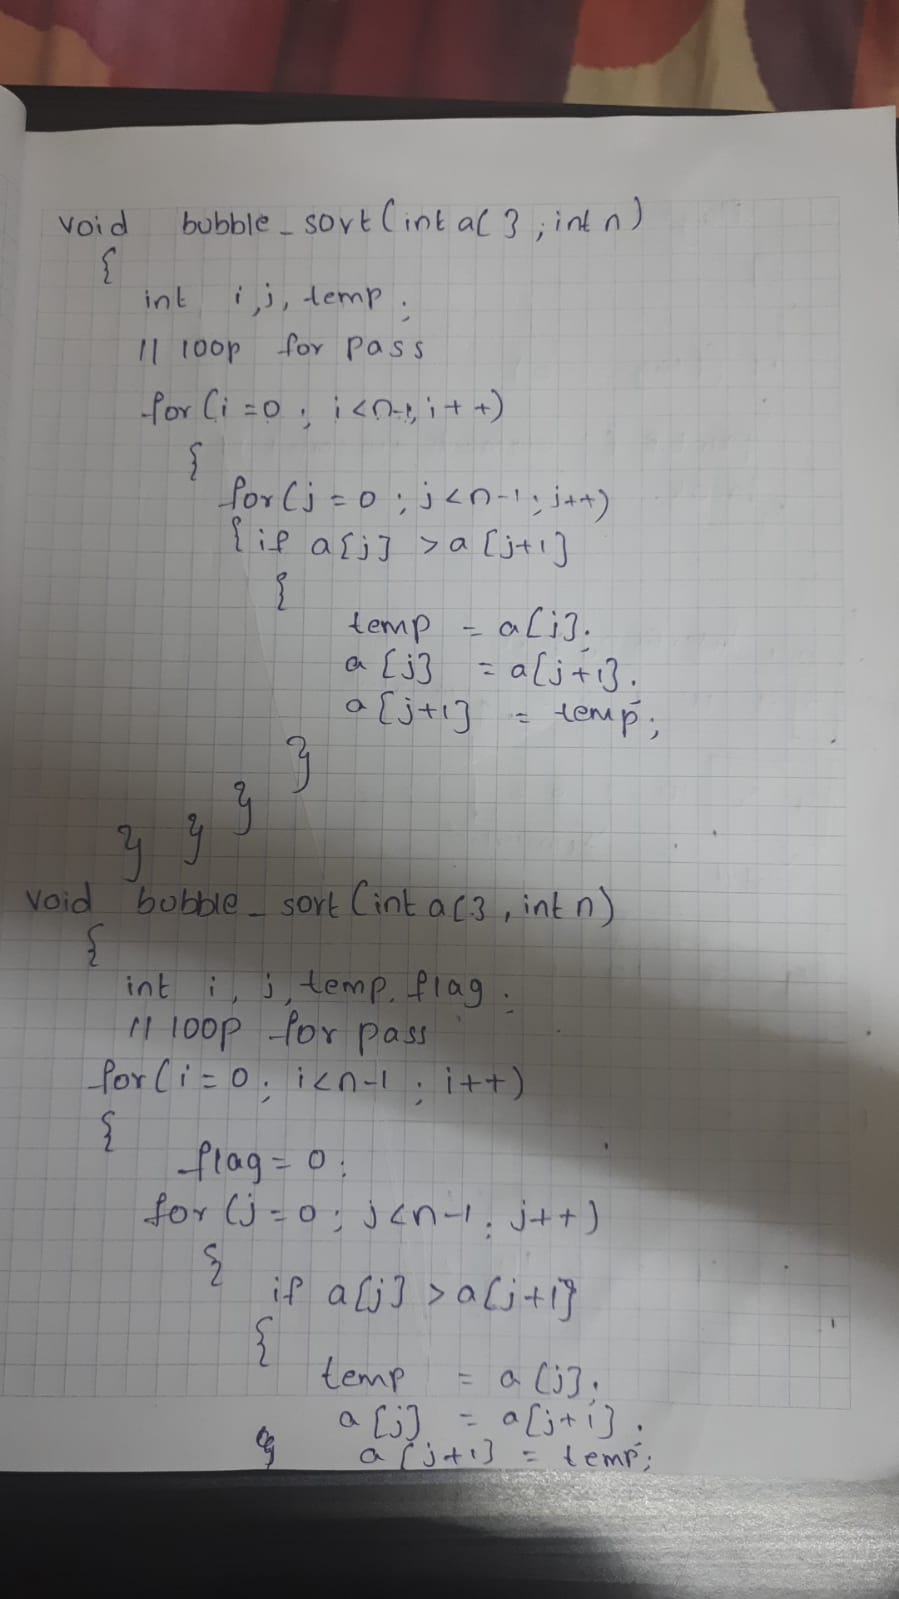 void bubble_sort(int a[ ] ; int n)
{
int i, j, temp ;
// loop for pass
for (i = 0 ; i < n-1; i + +)
{
for (j = 0 ; j < n-1 ; j++)
{ if a[j] > a [j+1]
{
temp = a[j];
a [j] = a[j+1];
a[j+1] = temp;
}
}
}
}
void bubble_sort (int a[ ] , int n)
{
int i, j, temp, flag ;
// loop for pass
for (i = 0 ; i < n-1 ; i ++)
{
flag = 0 ;
for (j = 0 ; j < n-1 ; j++)
{
if a[j] > a[j+1]
{
temp = a [j];
a [j] = a[j+1] ;
} a [j+1] = temp;